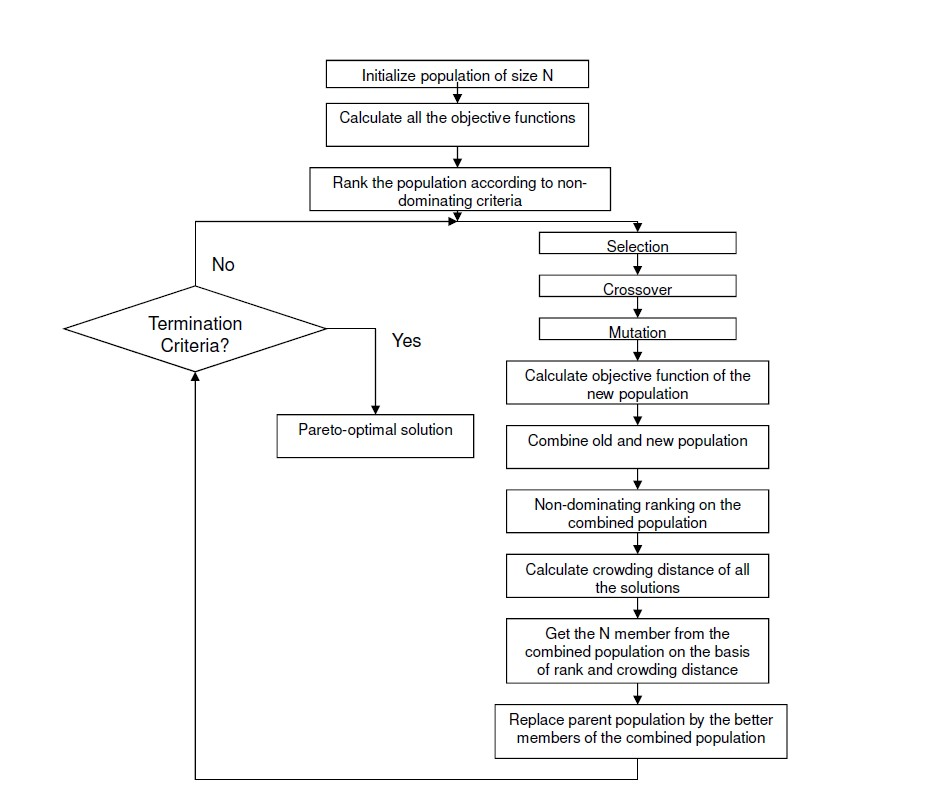 Initialize population of size N
Calculate all the objective functions
Rank the population according to non-
dominating criteria
Selection
No
Crossover
Termination
Criteria?
Mutation
Yes
Calculate objective function of the
new population
Pareto-optimal solution
Combine old and new population
Non-dominating ranking on the
combined population
Calculate crowding distance of all
the solutions
Get the N member from the
combined population on the basis
of rank and crowding distance
Replace parent population by the better
members of the combined population